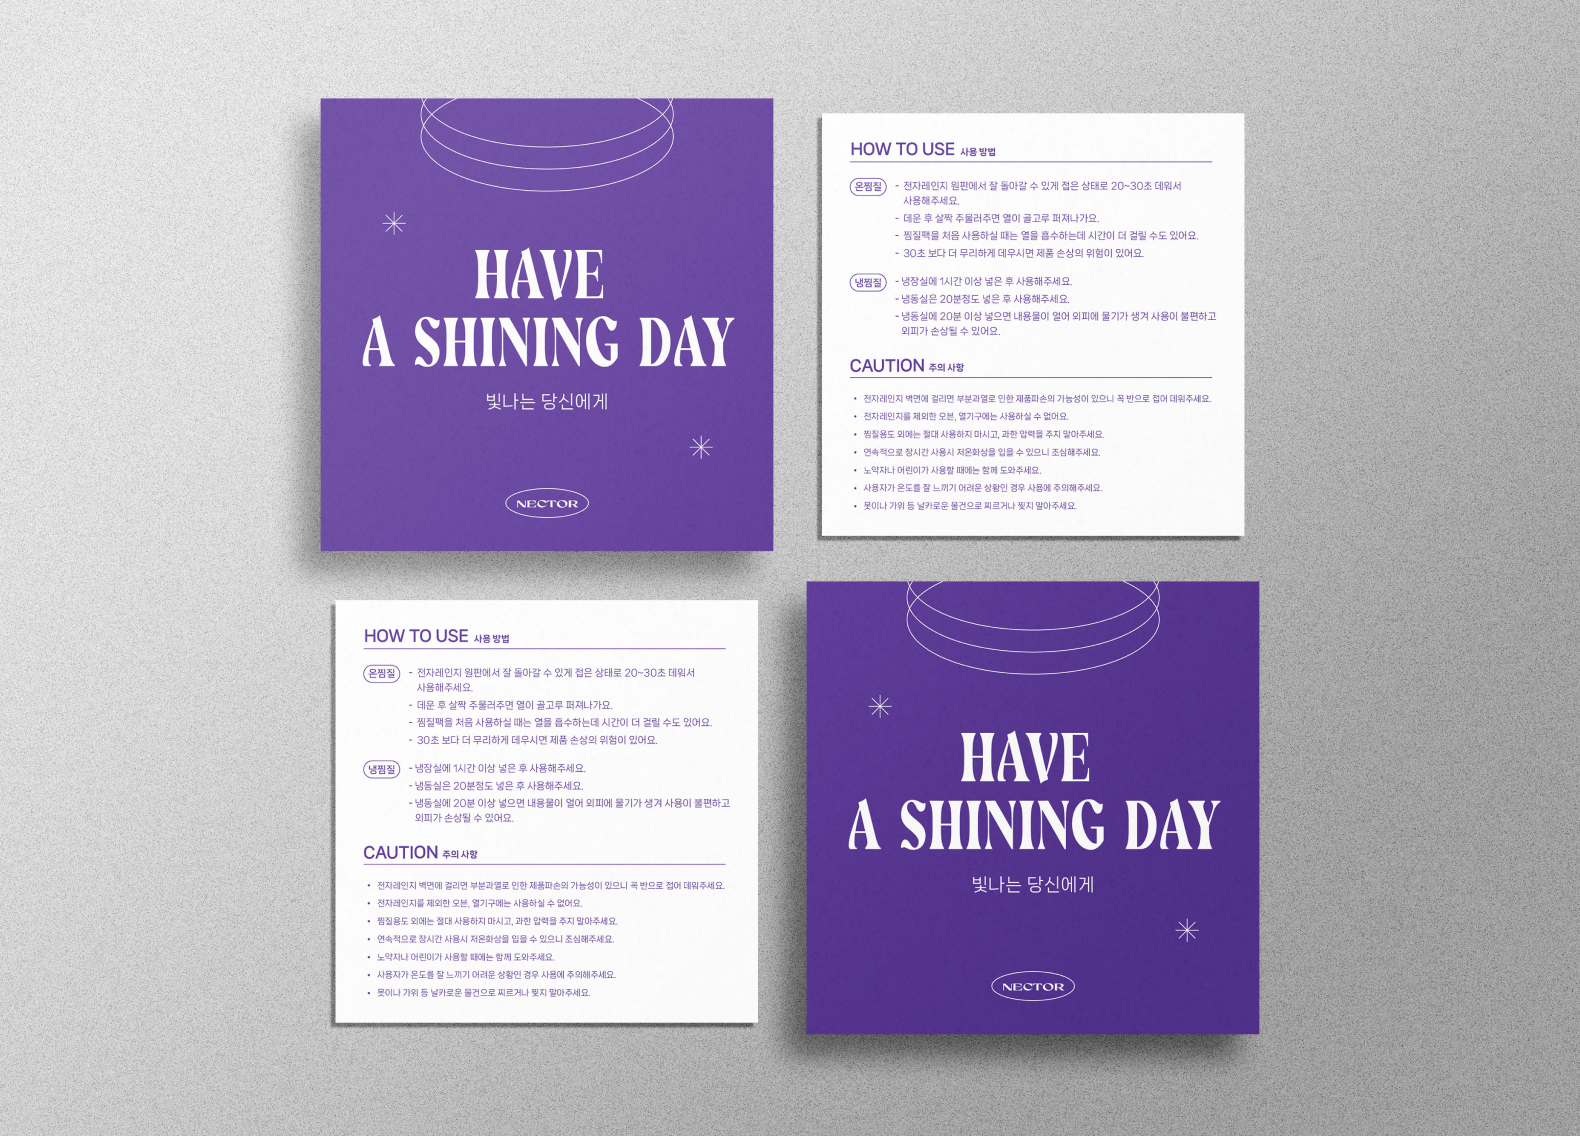 HAVE
A SHINING DAY
빛나는 당신에게
NECTOR
HOW TO USE 사용 방법
온찜질
- 전자레인지 원판에서 잘 돌아갈 수 있게 접은 상태로 20~30초 데워서
사용해주세요.
- 데운 후 살짝 주물러주면 열이 골고루 퍼져나가요.
- 찜질팩을 처음 사용하실 때는 열을 흡수하는데 시간이 더 걸릴 수도 있어요.
- 30초 보다 더 무리하게 데우시면 제품 손상의 위험이 있어요.
냉찜질
- 냉장실에 1시간 이상 넣은 후 사용해주세요.
- 냉동실은 20분정도 넣은 후 사용해주세요.
- 냉동실에 20분 이상 넣으면 내용물이 얼어 외피에 물기가 생겨 사용이 불편하고
외피가 손상될 수 있어요.
CAUTION 주의 사항
• 전자레인지 벽면에 걸리면 부분과열로 인한 제품파손의 가능성이 있으니 꼭 반으로 접어 데워주세요.
• 전자레인지를 제외한 오븐, 열기구에는 사용하실 수 없어요.
• 찜질용도 외에는 절대 사용하지 마시고, 과한 압력을 주지 말아주세요.
• 연속적으로 장시간 사용시 저온화상을 입을 수 있으니 조심해주세요.
• 노약자나 어린이가 사용할 때에는 함께 도와주세요.
• 사용자가 온도를 잘 느끼기 어려운 상황인 경우 사용에 주의해주세요.
• 못이나 가위 등 날카로운 물건으로 찌르거나 찢지 말아주세요.
HOW TO USE 사용 방법
온찜질
- 전자레인지 원판에서 잘 돌아갈 수 있게 접은 상태로 20~30초 데워서
사용해주세요.
- 데운 후 살짝 주물러주면 열이 골고루 퍼져나가요.
- 찜질팩을 처음 사용하실 때는 열을 흡수하는데 시간이 더 걸릴 수도 있어요.
- 30초 보다 더 무리하게 데우시면 제품 손상의 위험이 있어요.
냉찜질
- 냉장실에 1시간 이상 넣은 후 사용해주세요.
- 냉동실은 20분정도 넣은 후 사용해주세요.
- 냉동실에 20분 이상 넣으면 내용물이 얼어 외피에 물기가 생겨 사용이 불편하고
외피가 손상될 수 있어요.
CAUTION 주의 사항
• 전자레인지 벽면에 걸리면 부분과열로 인한 제품파손의 가능성이 있으니 꼭 반으로 접어 데워주세요.
• 전자레인지를 제외한 오븐, 열기구에는 사용하실 수 없어요.
• 찜질용도 외에는 절대 사용하지 마시고, 과한 압력을 주지 말아주세요.
• 연속적으로 장시간 사용시 저온화상을 입을 수 있으니 조심해주세요.
• 노약자나 어린이가 사용할 때에는 함께 도와주세요.
• 사용자가 온도를 잘 느끼기 어려운 상황인 경우 사용에 주의해주세요.
• 못이나 가위 등 날카로운 물건으로 찌르거나 찢지 말아주세요.
HAVE
A SHINING DAY
빛나는 당신에게
NECTOR